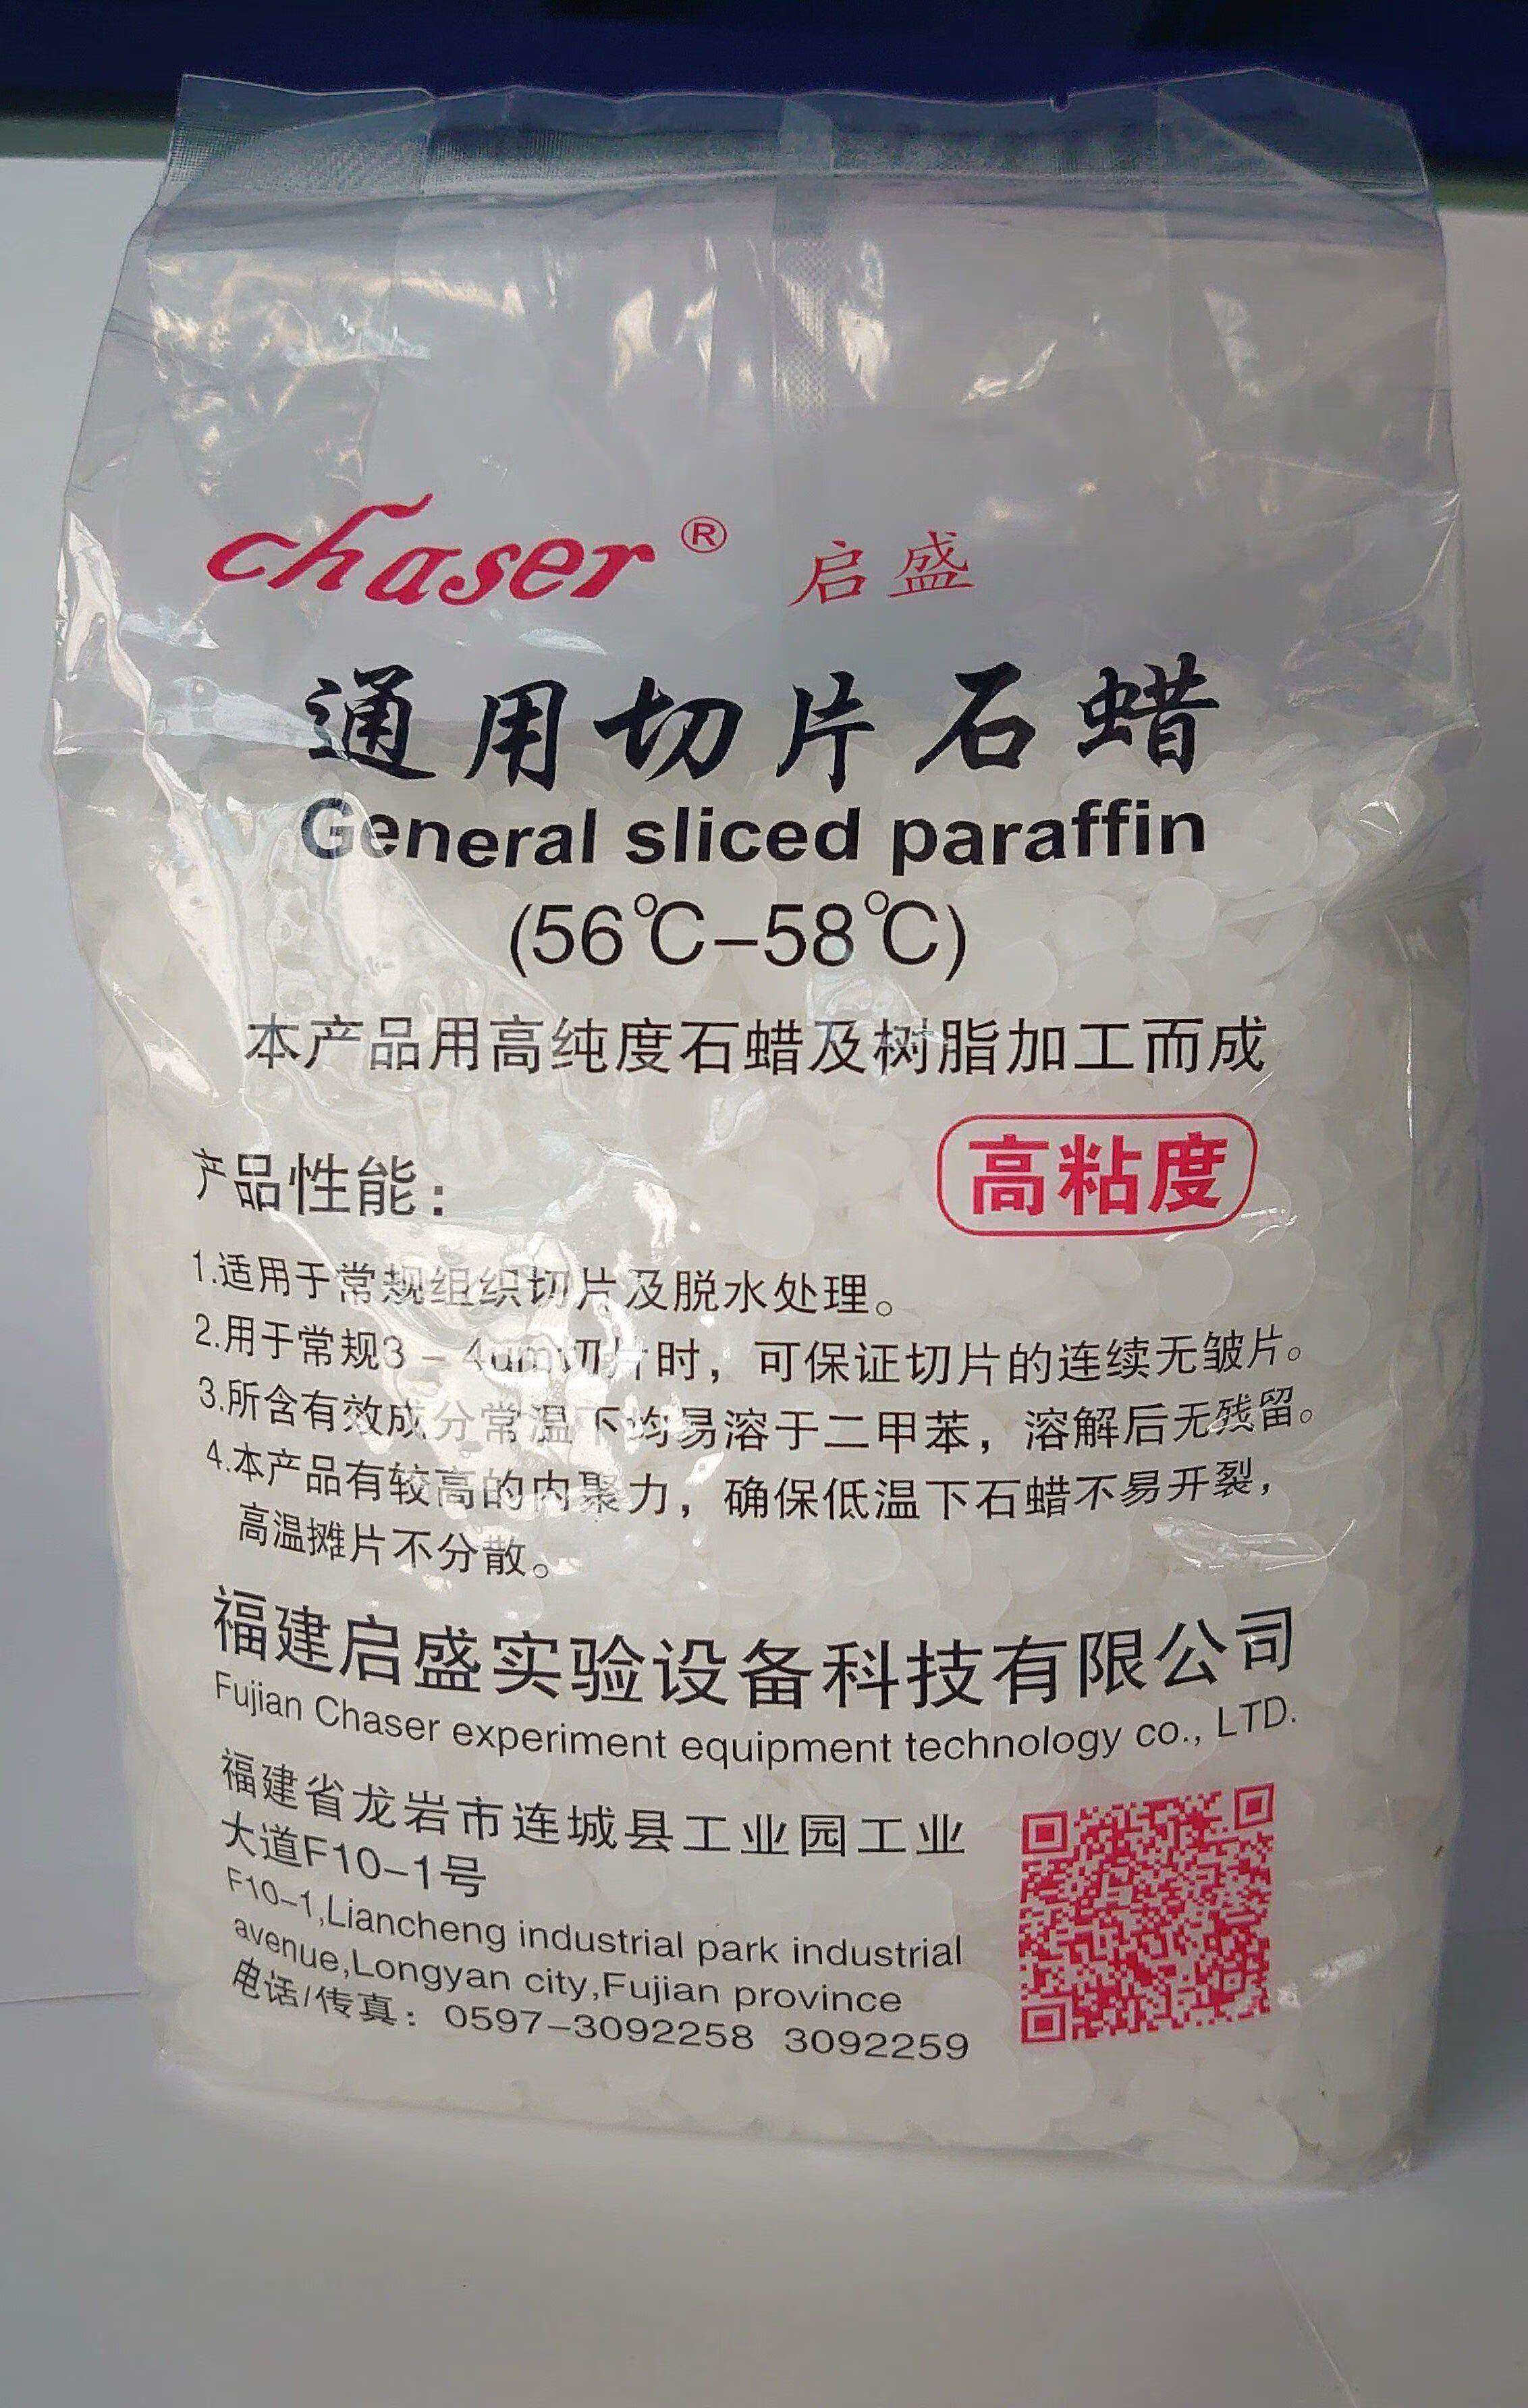 chaser® 启盛
通用切片石蜡
General sliced paraffin
(56℃-58℃)
本产品用高纯度石蜡及树脂加工而成
高粘度
产品性能:
1.适用于常规组织切片及脱水处理。
2.用于常规3-4um切片时，可保证切片的连续无皱片。
3.所含有效成分常温下均易溶于二甲苯，溶解后无残留。
4.本产品有较高的内聚力，确保低温下石蜡不易开裂，
高温摊片不分散。
福建启盛实验设备科技有限公司
Fujian Chaser experiment equipment technology co., LTD.
福建省龙岩市连城县工业园工业
大道F10-1号
F10-1,Liancheng industrial park industrial
avenue,Longyan city,Fujian province
电话/传真: 0597-3092258 3092259